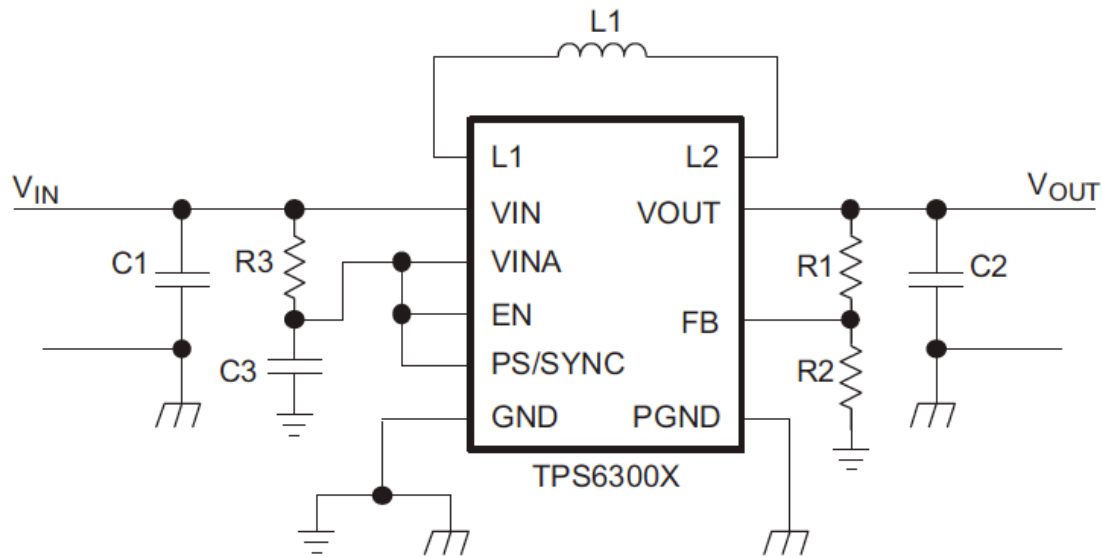 L1
L1
L2
VIN
VOUT
C1
R3
VIN
VOUT
R1
C2
VINA
EN
FB
C3
PS/SYNC
R2
GND
PGND
TPS6300X